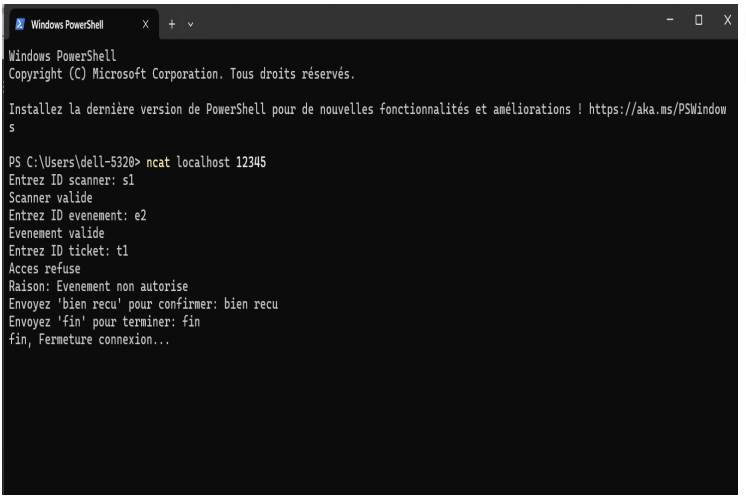 Windows PowerShell
Windows PowerShell
Copyright (C) Microsoft Corporation. Tous droits réservés.
Installez la dernière version de PowerShell pour de nouvelles fonctionnalités et améliorations ! https://aka.ms/PSWindow
s
PS C:\Users\dell-5320> ncat localhost 12345
Entrez ID scanner: s1
Scanner valide
Entrez ID evenement: e2
Evenement valide
Entrez ID ticket: t1
Acces refuse
Raison: Evenement non autorise
Envoyez 'bien recu' pour confirmer: bien recu
Envoyez 'fin' pour terminer: fin
fin, Fermeture connexion...